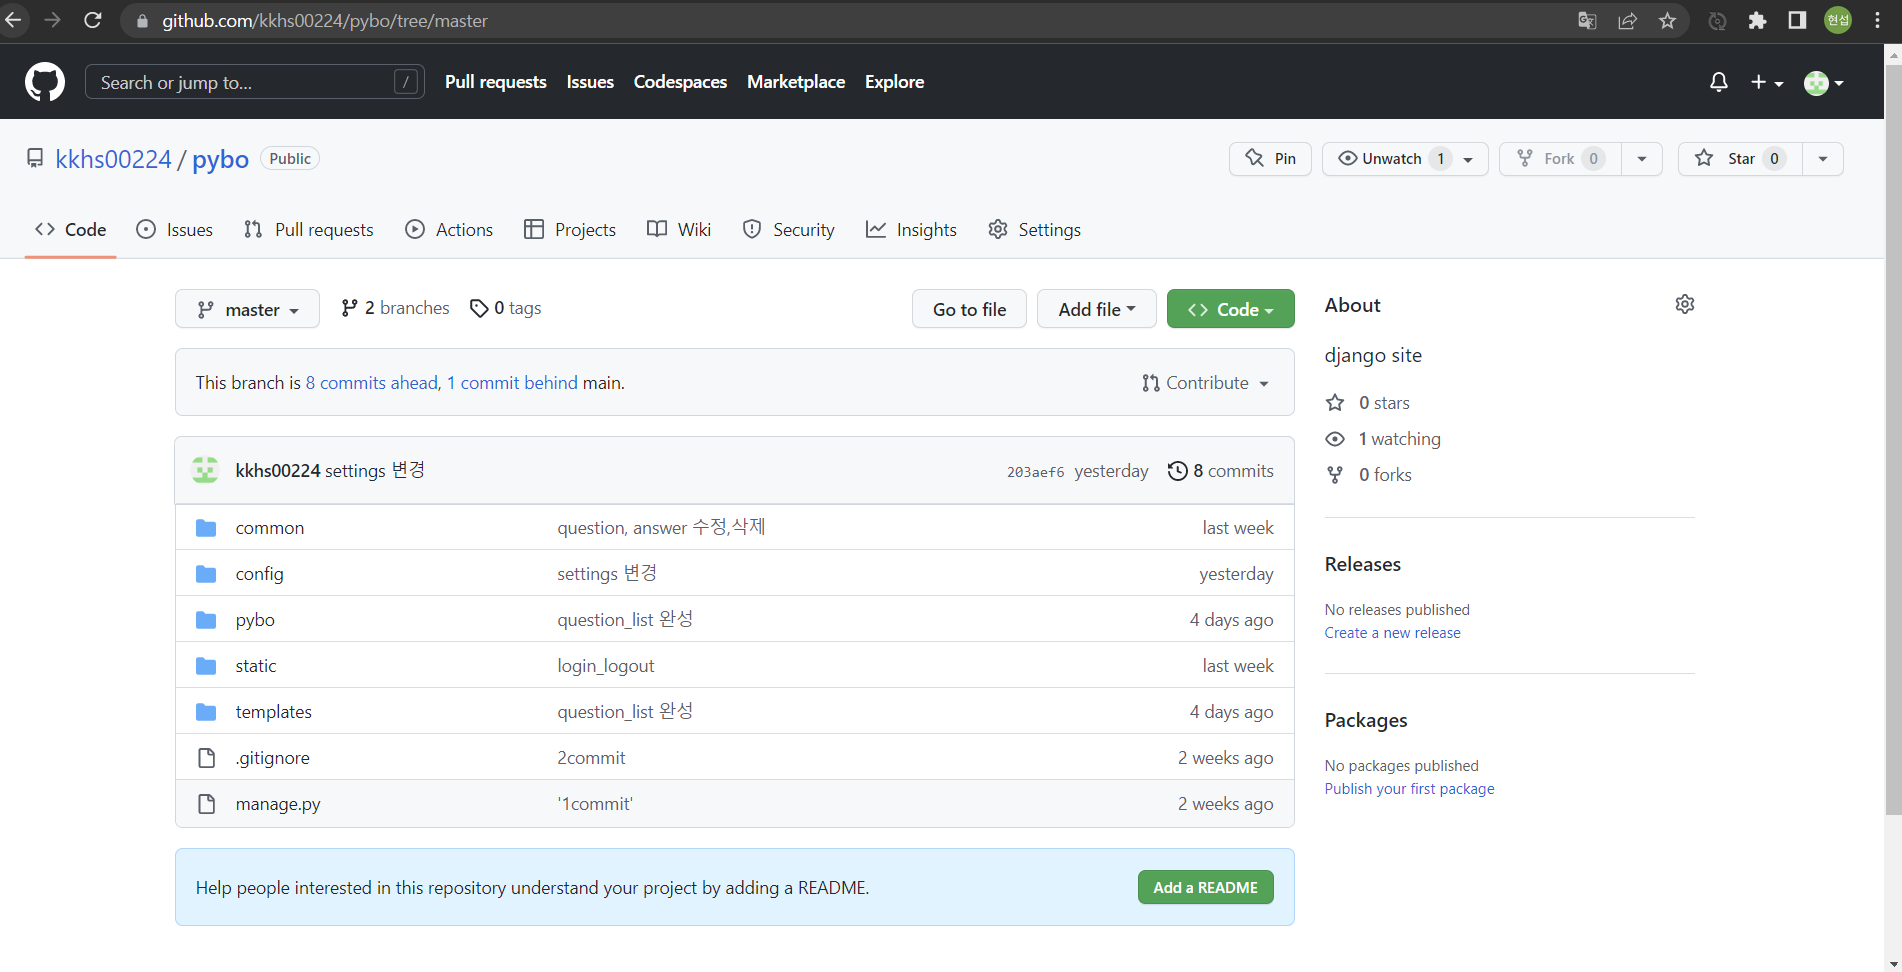 github.com/kkhs00224/pybo/tree/master
현섭
Search or jump to... /
Pull requests Issues Codespaces Marketplace Explore
kkhs00224 / pybo Public
Pin Unwatch 1 Fork 0 Star 0
Code Issues Pull requests Actions Projects Wiki Security Insights Settings
master 2 branches 0 tags Go to file Add file Code
This branch is 8 commits ahead, 1 commit behind main. Contribute
kkhs00224 settings 변경 203aef6 yesterday 8 commits
common question, answer 수정,삭제 last week
config settings 변경 yesterday
pybo question_list 완성 4 days ago
static login_logout last week
templates question_list 완성 4 days ago
.gitignore 2commit 2 weeks ago
manage.py '1commit' 2 weeks ago
Help people interested in this repository understand your project by adding a README. Add a README
About
django site
0 stars
1 watching
0 forks
Releases
No releases published
Create a new release
Packages
No packages published
Publish your first package